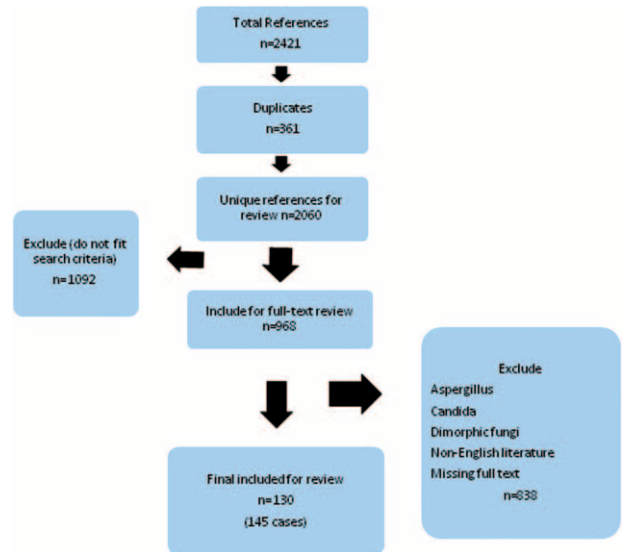 Total References
n=2421
Duplicates
n=361
Unique references for
review n=2060
Exclude (do not fit
search criteria)
n=1092
Include for full-text review
n=968
Exclude
Aspergillus
Candida
Dimorphic fungi
Non-English literature
Missing full text
n=838
Final included for review
n=130
(145 cases)